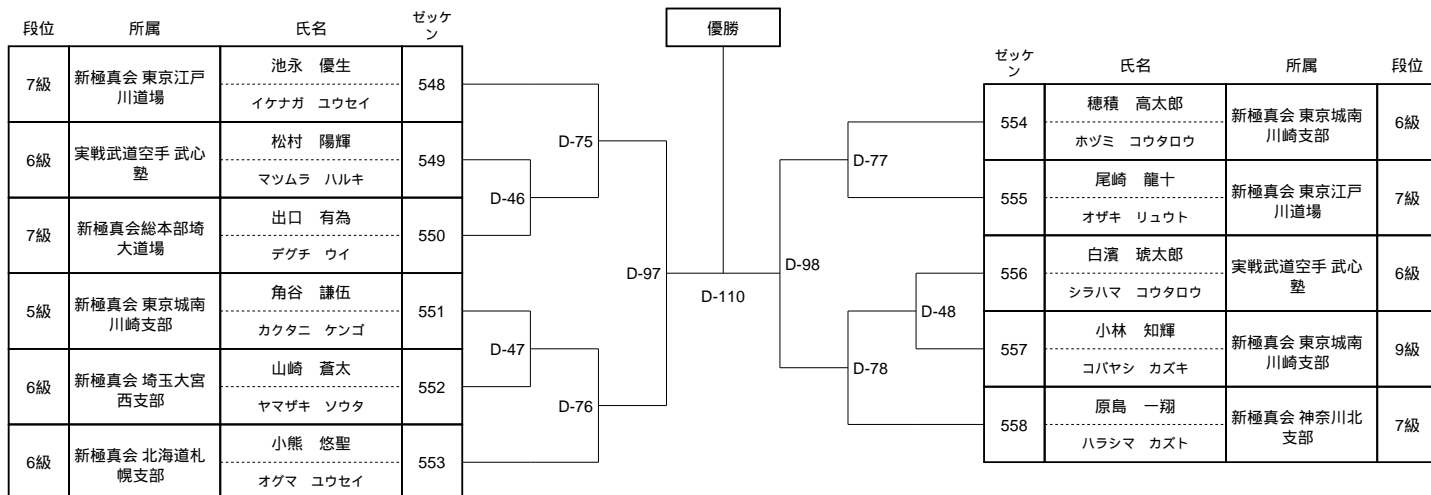 優勝
段位 所属 氏名 ゼッケ
ン
7級 新極真会 東京江戸
川道場 池永 優生
イケナガ ユウセイ 548
6級 実戦武道空手 武心
塾 松村 陽輝
マツムラ ハルキ 549
7級 新極真会総本部埼
大道場 出口 有為
デグチ ウイ 550
5級 新極真会 東京城南
川崎支部 角谷 謙伍
カクタニ ケンゴ 551
6級 新極真会 埼玉大宮
西支部 山崎 蒼太
ヤマザキ ソウタ 552
6級 新極真会 北海道札
幌支部 小熊 悠聖
オグマ ユウセイ 553
D-75
D-46
D-97
D-47
D-76
D-110
D-98
D-77
D-48
D-78
ゼッケ
ン 氏名 所属 段位
554 穂積 高太郎
ホヅミ コウタロウ 新極真会 東京城南
川崎支部 6級
555 尾崎 龍十
オザキ リュウト 新極真会 東京江戸
川道場 7級
556 白濱 琥太郎
シラハマ コウタロウ 実戦武道空手 武心
塾 6級
557 小林 知輝
コバヤシ カズキ 新極真会 東京城南
川崎支部 9級
558 原島 一翔
ハラシマ カズト 新極真会 神奈川北
支部 7級